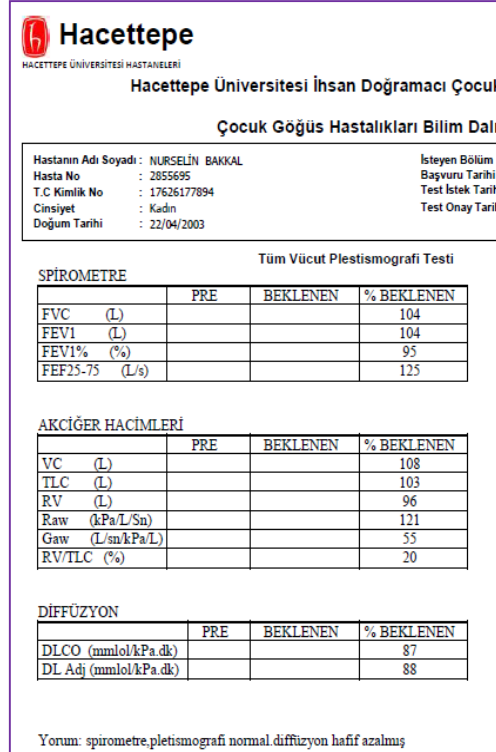 Hacettepe
HACETTEPE ÜNİVERSİTESİ HASTANELERİ
Hacettepe Üniversitesi İhsan Doğramacı Çocuk
Çocuk Göğüs Hastalıkları Bilim Dalı
Hastanın Adı Soyadı : NURSELİN BAKKAL İsteyen Bölüm
Hasta No : 2855695 Başvuru Tarihi
T.C Kimlik No : 17626177894 Test İstek Tarih
Cinsiyet : Kadın Test Onay Tarih
Doğum Tarihi : 22/04/2003
Tüm Vücut Plestismografi Testi
SPİROMETRE
PRE BEKLENEN % BEKLENEN
FVC (L) 104
FEV1 (L) 104
FEV1% (%) 95
FEF25-75 (L/s) 125
AKCİĞER HACİMLERİ
PRE BEKLENEN % BEKLENEN
VC (L) 108
TLC (L) 103
RV (L) 96
Raw (kPa/L/Sn) 121
Gaw (L/sn/kPa/L) 55
RV/TLC (%) 20
DİFFÜZYON
PRE BEKLENEN % BEKLENEN
DLCO (mmlol/kPa.dk) 87
DL Adj (mmlol/kPa.dk) 88
Yorum: spirometre,pletismografi normal.diffüzyon hafif azalmış